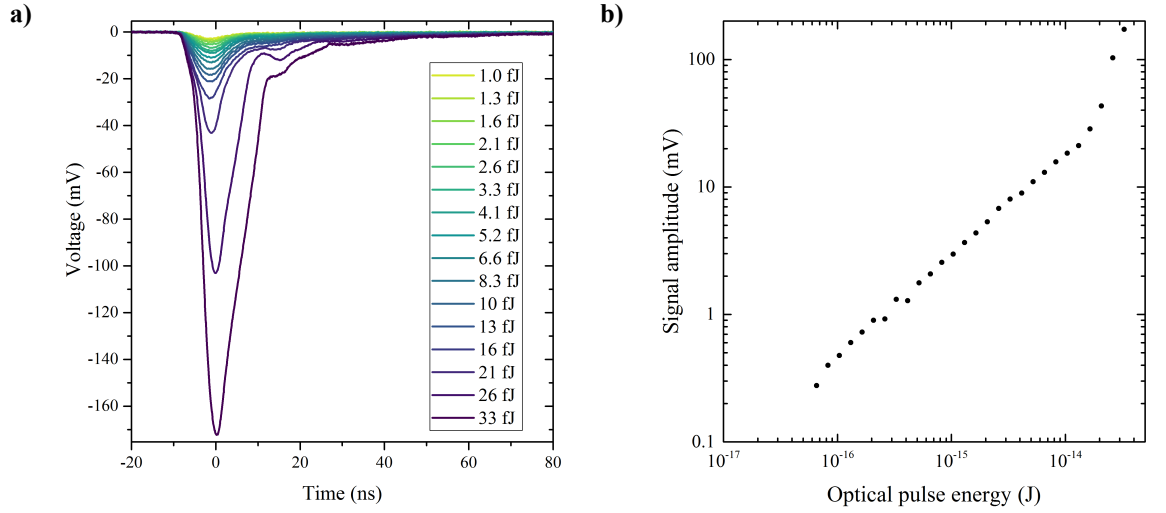 a)
0
-20
-40
-60
-80
-100
-120
-140
-160
Voltage (mV)
-20 0 20 40 60 80
Time (ns)
1.0 fJ
1.3 fJ
1.6 fJ
2.1 fJ
2.6 fJ
3.3 fJ
4.1 fJ
5.2 fJ
6.6 fJ
8.3 fJ
10 fJ
13 fJ
16 fJ
21 fJ
26 fJ
33 fJ
b)
100
10
1
0.1
Signal amplitude (mV)
10⁻¹⁷ 10⁻¹⁶ 10⁻¹⁵ 10⁻¹⁴
Optical pulse energy (J)